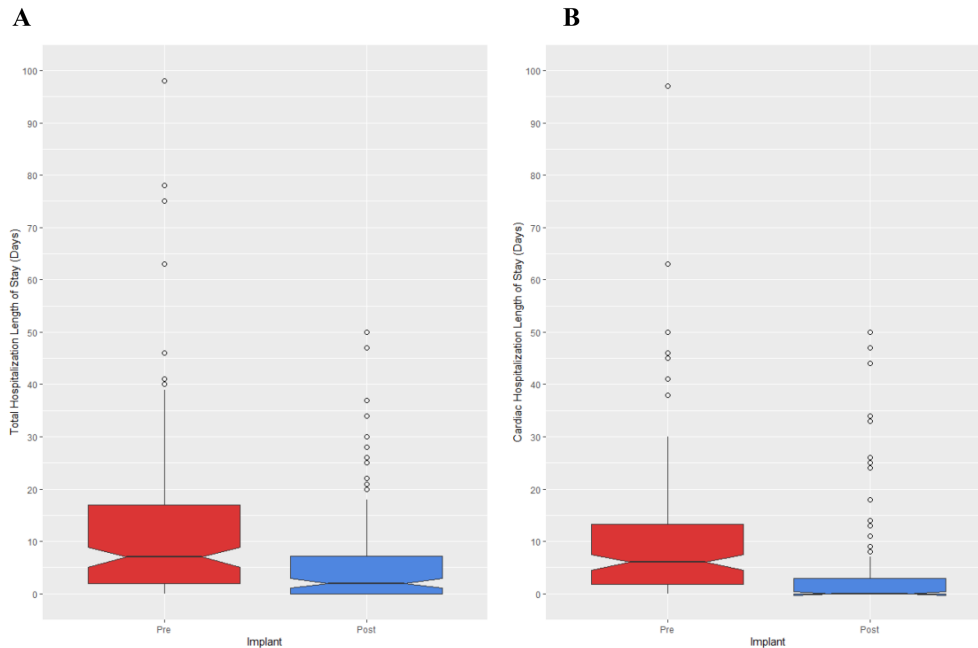 A
B
Total Hospitalization Length of Stay (Days)
100
90
80
70
60
50
40
30
20
10
0
Pre
Post
Implant
Cardiac Hospitalization Length of Stay (Days)
100
90
80
70
60
50
40
30
20
10
0
Pre
Post
Implant